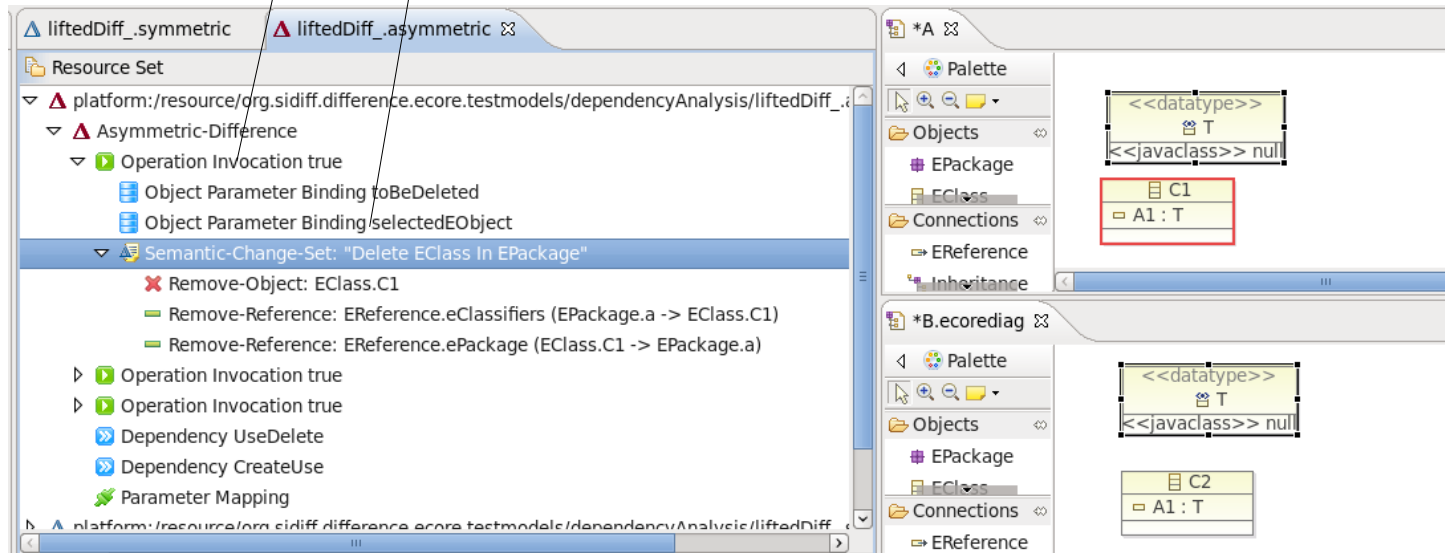 liftedDiff_.symmetric
liftedDiff_.asymmetric
Resource Set
platform:/resource/org.sidiff.difference.ecore.testmodels/dependencyAnalysis/liftedDiff_.
Asymmetric-Difference
Operation Invocation true
Object Parameter Binding toBeDeleted
Object Parameter Binding selectedEObject
Semantic-Change-Set: "Delete EClass In EPackage"
Remove-Object: EClass.C1
Remove-Reference: EReference.eClassifiers (EPackage.a -> EClass.C1)
Remove-Reference: EReference.ePackage (EClass.C1 -> EPackage.a)
Operation Invocation true
Operation Invocation true
Dependency UseDelete
Dependency CreateUse
Parameter Mapping
platform:/resource/org.sidiff.difference.ecore.testmodels/dependencyAnalysis/liftedDiff_.
*A
Palette
Objects
EPackage
EClass
Connections
EReference
Inheritance
<<datatype>>
T
<<javaclass>> null
C1
A1 : T
*B.ecorediag
Palette
Objects
EPackage
EClass
Connections
EReference
<<datatype>>
T
<<javaclass>> null
C2
A1 : T